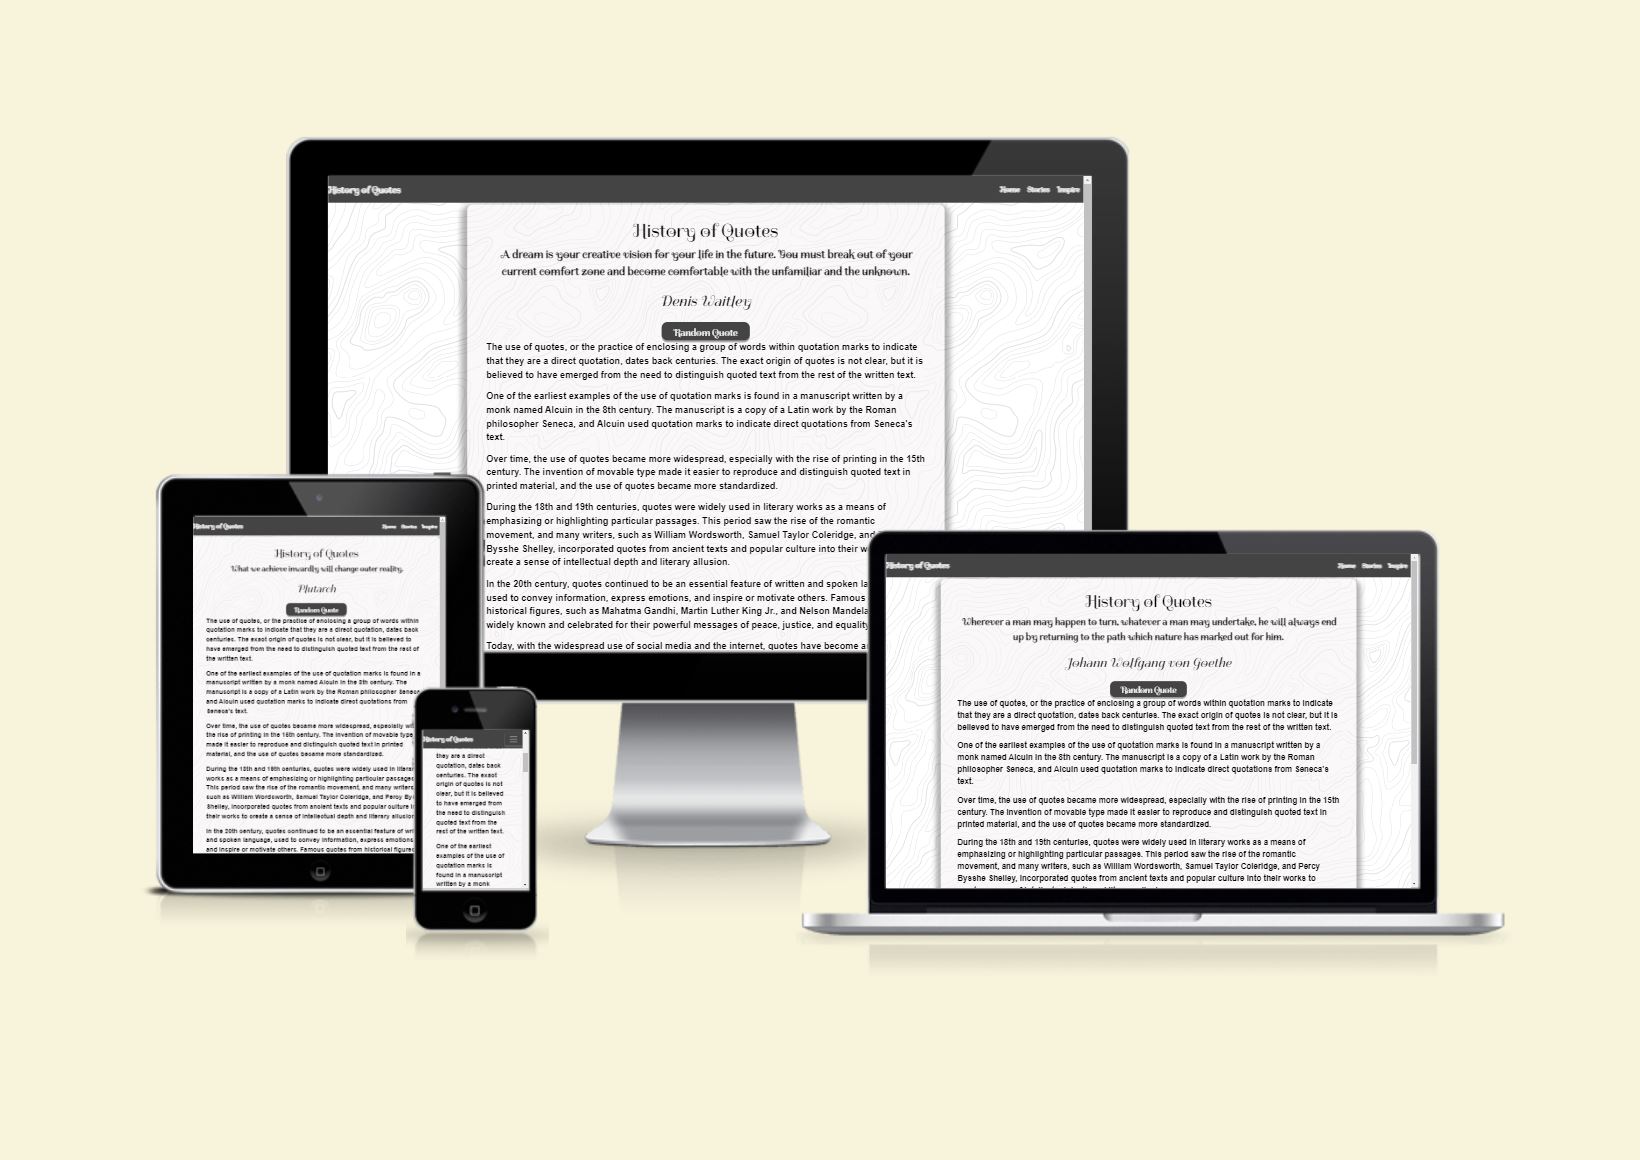 History of Quotes
Home Stories Inspire
History of Quotes
A dream is your creative vision for your life in the future. You must break out of your
current comfort zone and become comfortable with the unfamiliar and the unknown.
Denis Waitley
Random Quote
The use of quotes, or the practice of enclosing a group of words within quotation marks to indicate
that they are a direct quotation, dates back centuries. The exact origin of quotes is not clear, but it is
believed to have emerged from the need to distinguish quoted text from the rest of the written text.
One of the earliest examples of the use of quotation marks is found in a manuscript written by a
monk named Alcuin in the 8th century. The manuscript is a copy of a Latin work by the Roman
philosopher Seneca, and Alcuin used quotation marks to indicate direct quotations from Seneca's
text.
Over time, the use of quotes became more widespread, especially with the rise of printing in the 15th
century. The invention of movable type made it easier to reproduce and distinguish quoted text in
printed material, and the use of quotes became more standardized.
During the 18th and 19th centuries, quotes were widely used in literary works as a means of
emphasizing or highlighting particular passages. This period saw the rise of the romantic
movement, and many writers, such as William Wordsworth, Samuel Taylor Coleridge, and
Bysshe Shelley, incorporated quotes from ancient texts and popular culture into their w
create a sense of intellectual depth and literary allusion.
In the 20th century, quotes continued to be an essential feature of written and spoken la
used to convey information, express emotions, and inspire or motivate others. Famous
historical figures, such as Mahatma Gandhi, Martin Luther King Jr., and Nelson Mandela
widely known and celebrated for their powerful messages of peace, justice, and equality
Today, with the widespread use of social media and the internet, quotes have become a
History of Quotes
Home Stories Inspire
History of Quotes
What we achieve inwardly will change outer reality.
Plutarch
Random Quote
The use of quotes, or the practice of enclosing a group of words within
quotation marks to indicate that they are a direct quotation, dates back
centuries. The exact origin of quotes is not clear, but it is believed to
have emerged from the need to distinguish quoted text from the rest of
the written text.
One of the earliest examples of the use of quotation marks is found in a
manuscript written by a monk named Alcuin in the 8th century. The
manuscript is a copy of a Latin work by the Roman philosopher Seneca,
and Alcuin used quotation marks to indicate direct quotations from
Seneca's text.
Over time, the use of quotes became more widespread, especially wit
the rise of printing in the 15th century. The invention of movable type
made it easier to reproduce and distinguish quoted text in printed
material, and the use of quotes became more standardized.
During the 18th and 19th centuries, quotes were widely used in literar
works as a means of emphasizing or highlighting particular passages.
This period saw the rise of the romantic movement, and many writers,
such as William Wordsworth, Samuel Taylor Coleridge, and Percy By
Shelley, incorporated quotes from ancient texts and popular culture i
their works to create a sense of intellectual depth and literary allusion
In the 20th century, quotes continued to be an essential feature of wri
and spoken language, used to convey information, express emotions
and inspire or motivate others. Famous quotes from historical figures
History of Quotes
they are a direct
quotation, dates back
centuries. The exact
origin of quotes is not
clear, but it is believed
to have emerged from
the need to distinguish
quoted text from the
rest of the written text.
One of the earliest
examples of the use of
quotation marks is
found in a manuscript
written by a monk
History of Quotes
Home Stories Inspire
History of Quotes
Wherever a man may happen to turn, whatever a man may undertake, he will always end
up by returning to the path which nature has marked out for him.
Johann Wolfgang von Goethe
Random Quote
The use of quotes, or the practice of enclosing a group of words within quotation marks to indicate
that they are a direct quotation, dates back centuries. The exact origin of quotes is not clear, but it is
believed to have emerged from the need to distinguish quoted text from the rest of the written text.
One of the earliest examples of the use of quotation marks is found in a manuscript written by a
monk named Alcuin in the 8th century. The manuscript is a copy of a Latin work by the Roman
philosopher Seneca, and Alcuin used quotation marks to indicate direct quotations from Seneca's
text.
Over time, the use of quotes became more widespread, especially with the rise of printing in the 15th
century. The invention of movable type made it easier to reproduce and distinguish quoted text in
printed material, and the use of quotes became more standardized.
During the 18th and 19th centuries, quotes were widely used in literary works as a means of
emphasizing or highlighting particular passages. This period saw the rise of the romantic
movement, and many writers, such as William Wordsworth, Samuel Taylor Coleridge, and Percy
Bysshe Shelley, incorporated quotes from ancient texts and popular culture into their works to